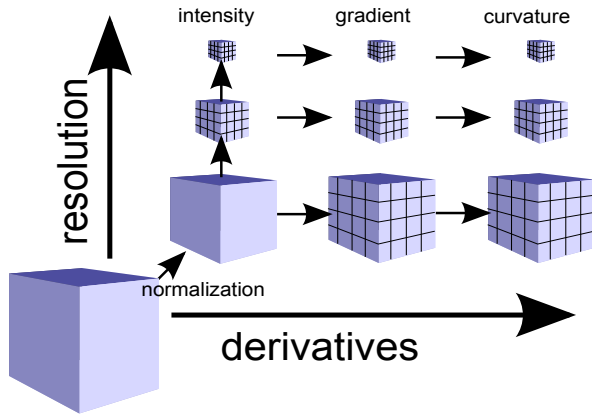 intensity
gradient
curvature
resolution
normalization
derivatives